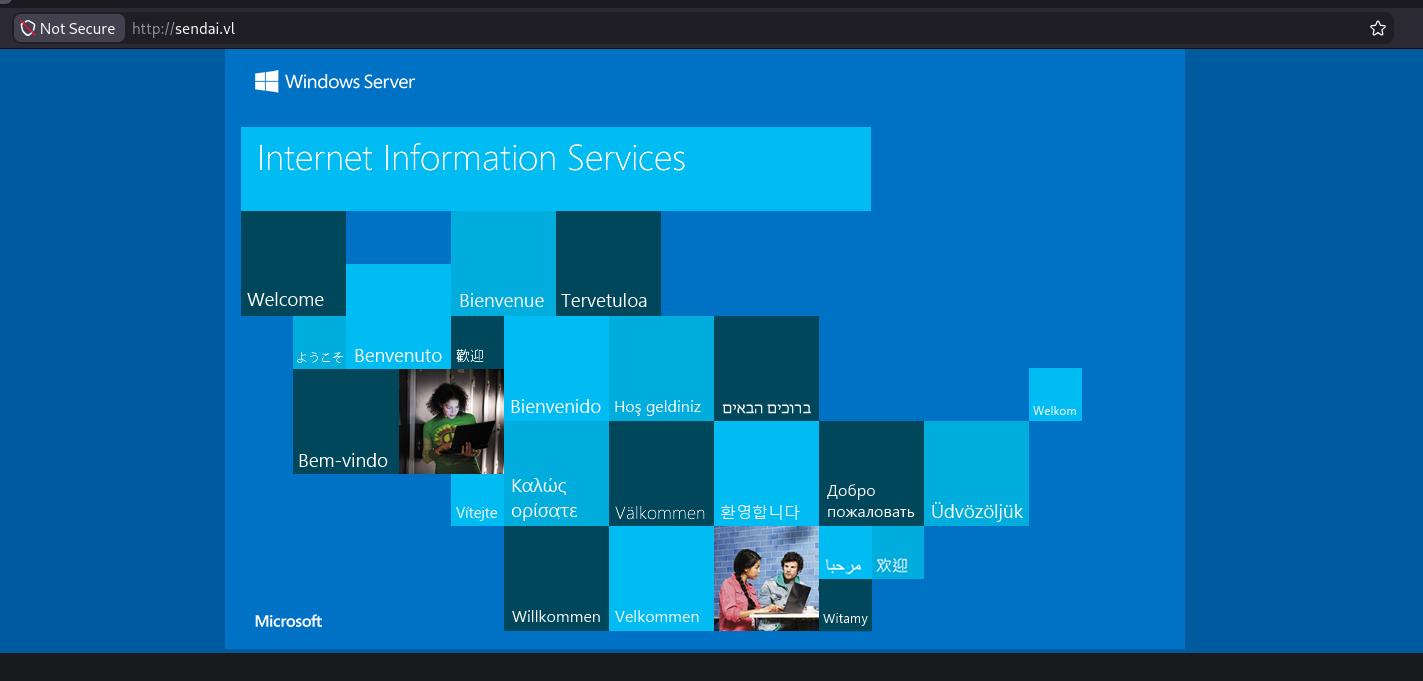 Not Secure
http://sendai.vl
Windows Server
Internet Information Services
Welcome
Bienvenue
Tervetuloa
ようこそ
Benvenuto
歡迎
Bienvenido
Hoş geldiniz
ברוכים הבאים
Welkom
Bem-vindo
Vítejte
Καλώς
ορίσατε
Välkommen
환영합니다
Добро
пожаловать
Üdvözöljük
مرحبا
欢迎
Willkommen
Velkommen
Witamy
Microsoft